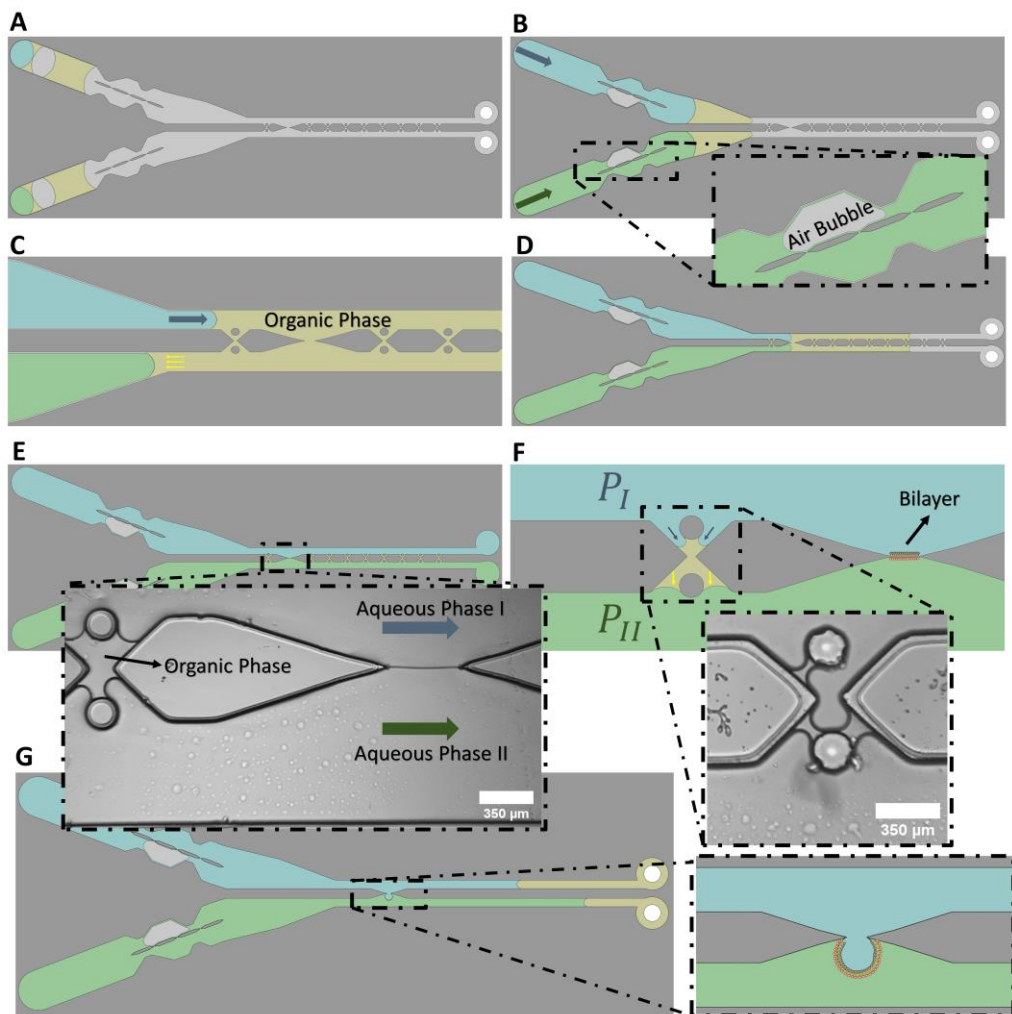 A
B
Air Bubble
C
Organic Phase
D
E
Aqueous Phase I
Organic Phase
Aqueous Phase II
350 µm
F
P_I
Bilayer
P_II
350 µm
G